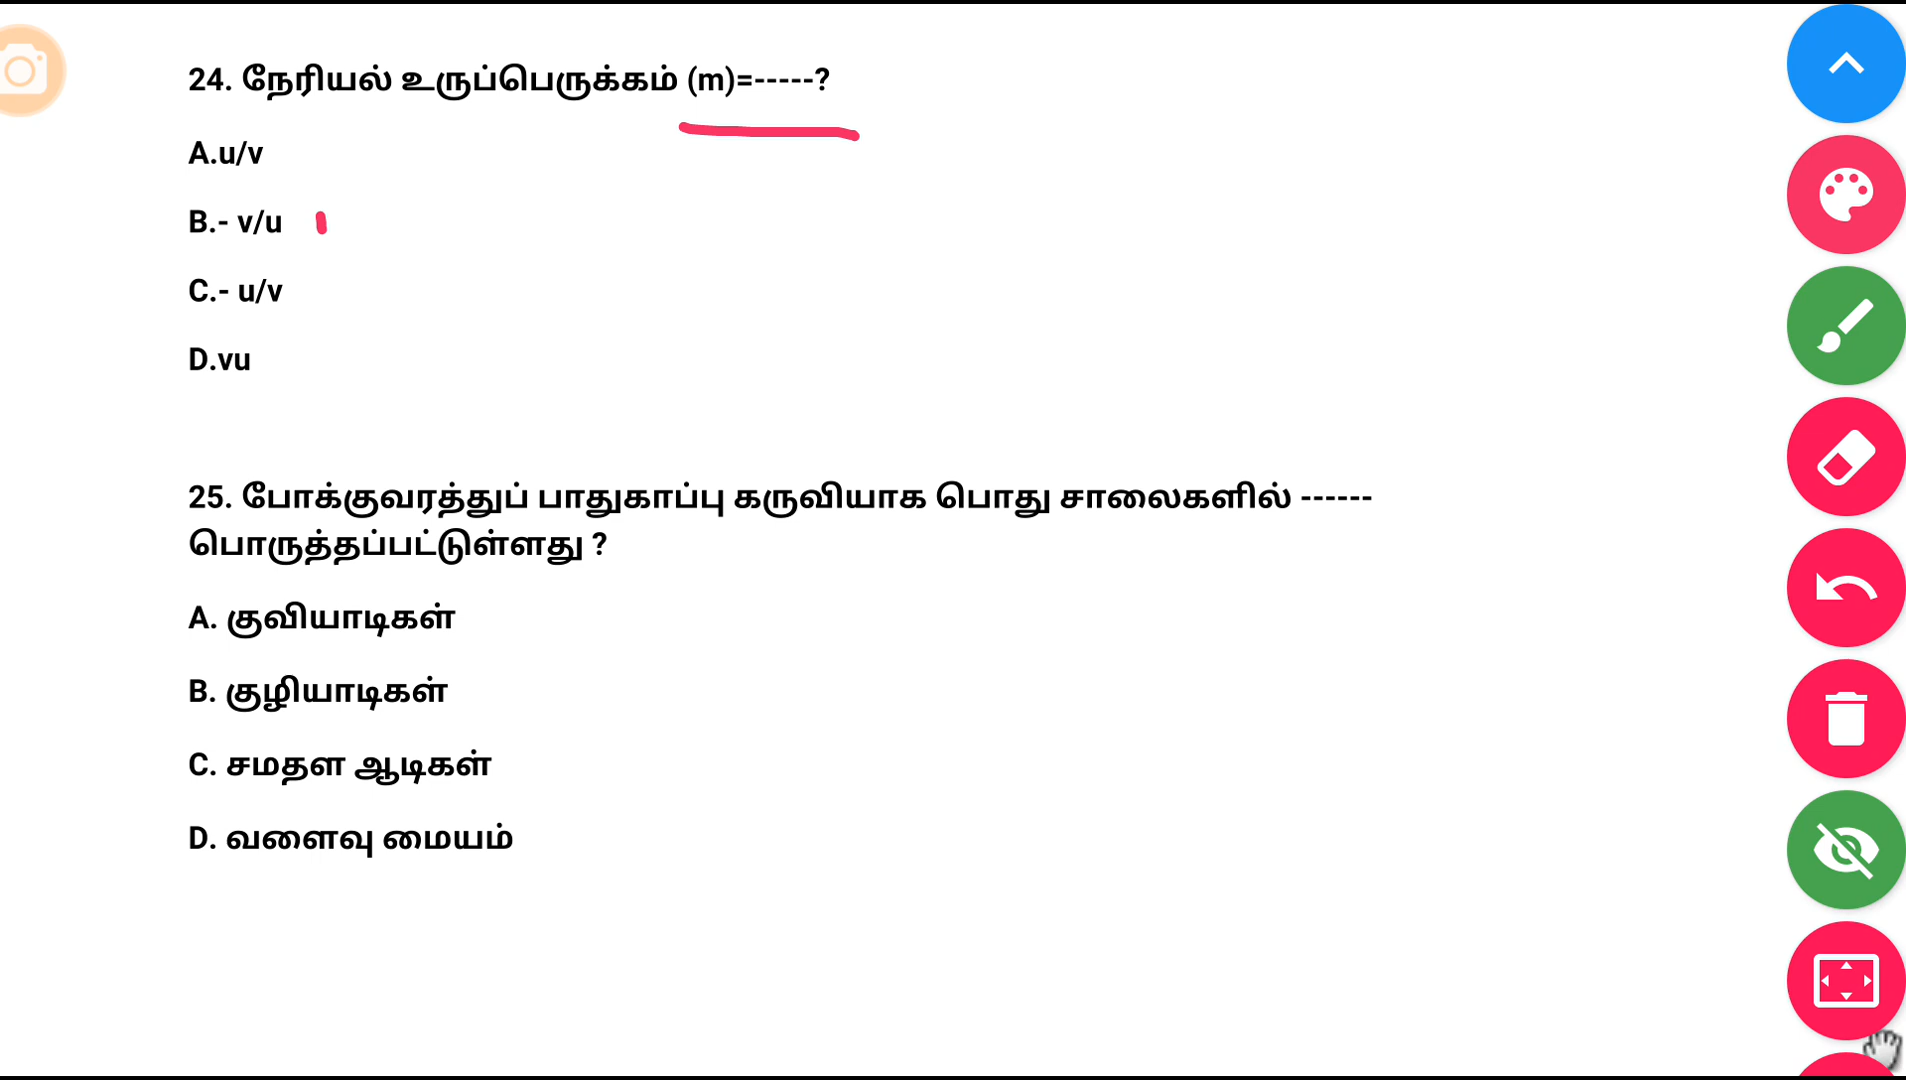 24. நேரியல் உருப்பெருக்கம் (m)=-----?
A.u/v
B.- v/u
C.- u/v
D.vu
25. போக்குவரத்துப் பாதுகாப்பு கருவியாக பொது சாலைகளில் ------
பொருத்தப்பட்டுள்ளது ?
A. குவியாடிகள்
B. குழியாடிகள்
C. சமதள ஆடிகள்
D. வளைவு மையம்